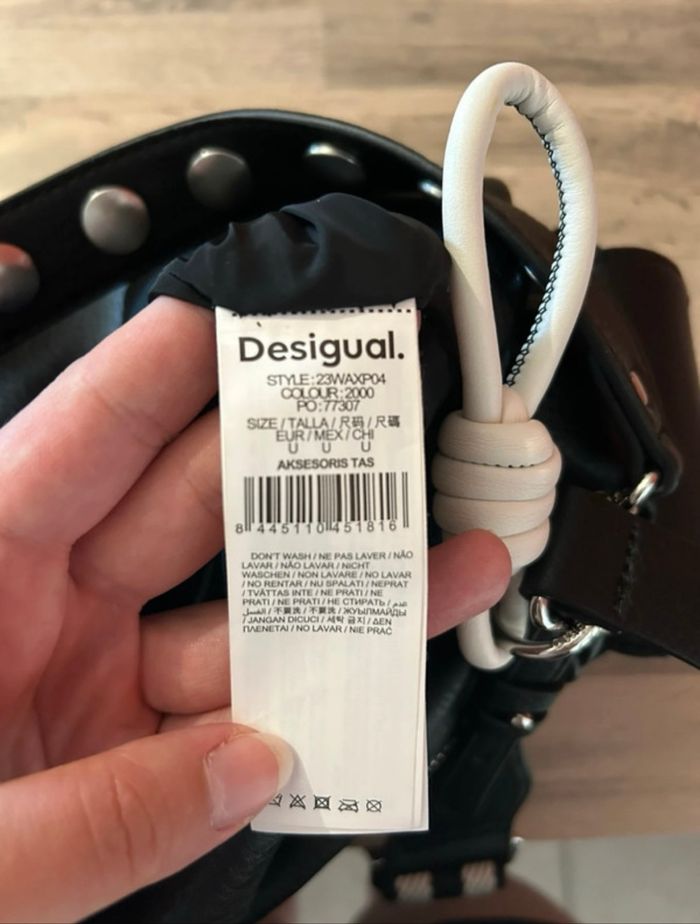 Desigual.
STYLE:23WAXP04
COLOUR:2000
PO:77307
SIZE / TALLA / 尺码 / 尺碼
EUR / MEX / CHI
U U U
AKSESORIS TAS
8 445110 451816
DON'T WASH / NE PAS LAVER / NÃO
LAVAR / NÃO LAVAR / NICHT
WASCHEN / NON LAVARE / NO LAVAR
/ NO RENTAR / NU SPALATI / NEPRAT
/ TVÄTTAS INTE / NE PRATI / NE
PRATI / NE PRATI / НЕ СТИРАТЬ /
الغسل / 不要洗 / 不要洗 / ЖУЫЛМАЙДЫ
/ JANGAN DICUCI / 세탁 금지 / ΔΕΝ
ΠΛΕΝΕΤΑΙ / NO LAVAR / NIE PRAĆ